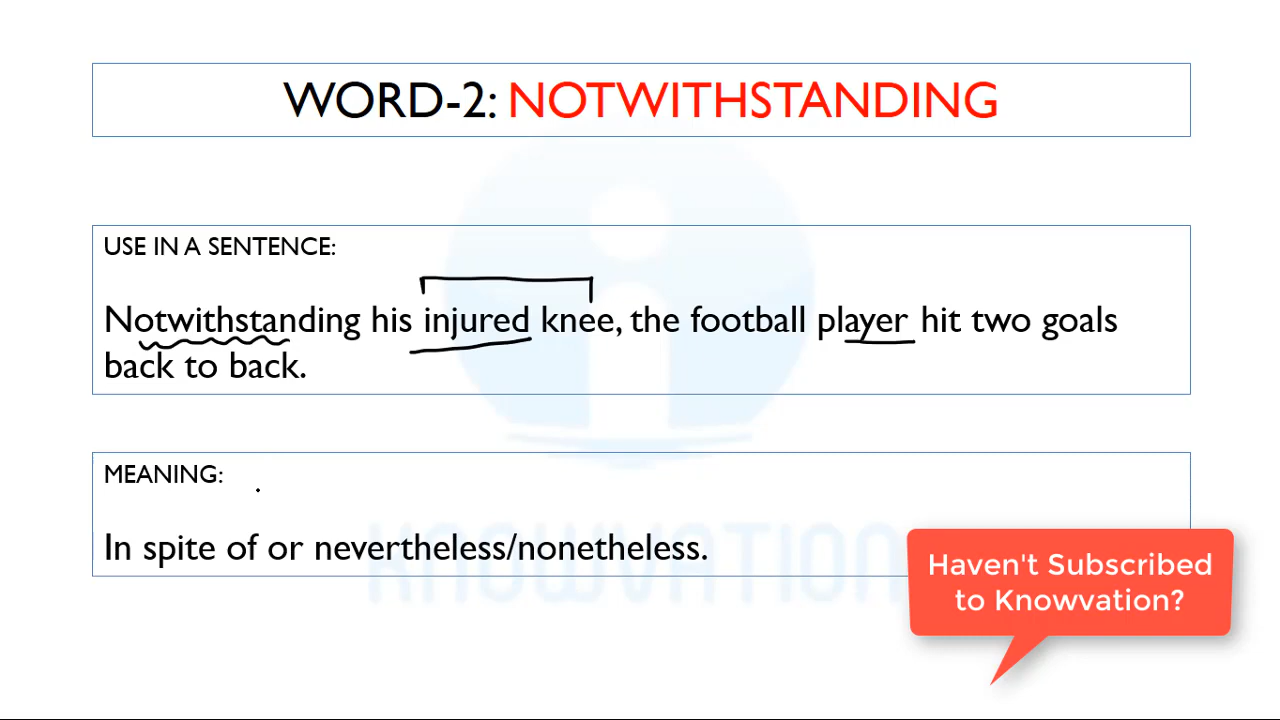 WORD-2: NOTWITHSTANDING
USE IN A SENTENCE:
Notwithstanding his injured knee, the football player hit two goals
back to back.
MEANING:
In spite of or nevertheless/nonetheless.
KNOWVATION
Haven't Subscribed
to Knowvation?